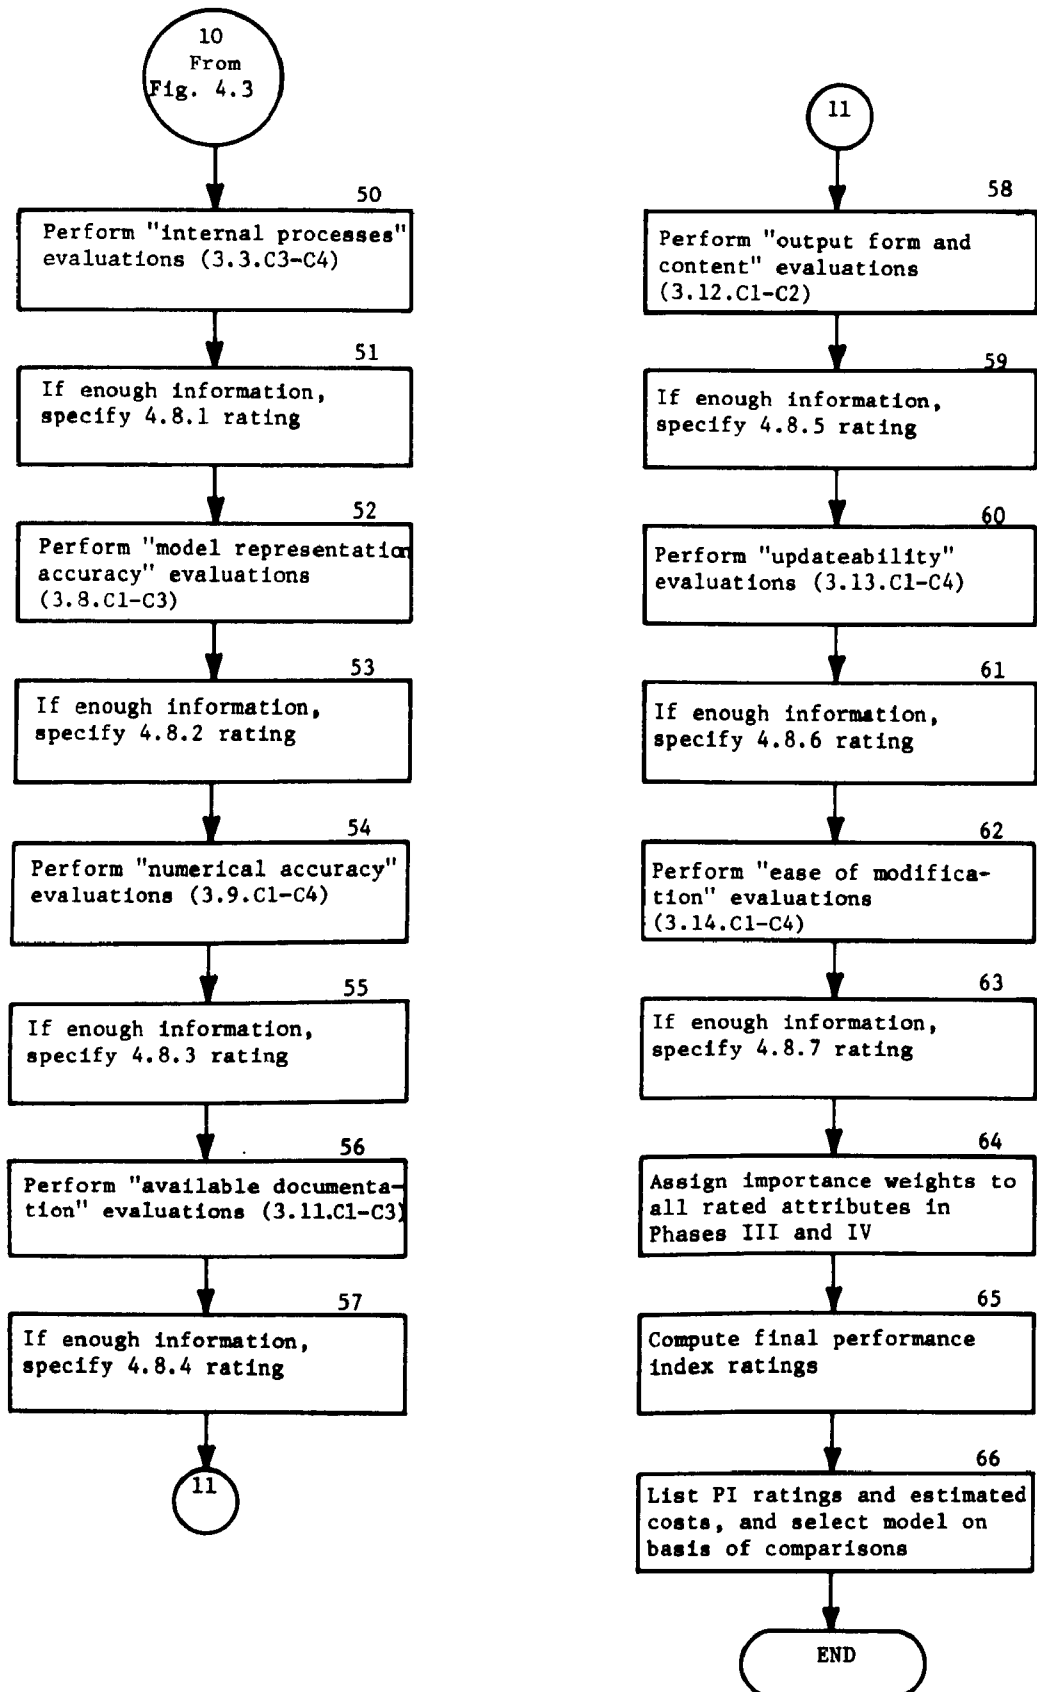 10
From
Fig. 4.3
50
Perform "internal processes"
evaluations (3.3.C3-C4)
51
If enough information,
specify 4.8.1 rating
52
Perform "model representation
accuracy" evaluations
(3.8.C1-C3)
53
If enough information,
specify 4.8.2 rating
54
Perform "numerical accuracy"
evaluations (3.9.C1-C4)
55
If enough information,
specify 4.8.3 rating
56
Perform "available documenta-
tion" evaluations (3.11.C1-C3)
57
If enough information,
specify 4.8.4 rating
11
11
58
Perform "output form and
content" evaluations
(3.12.C1-C2)
59
If enough information,
specify 4.8.5 rating
60
Perform "updateability"
evaluations (3.13.C1-C4)
61
If enough information,
specify 4.8.6 rating
62
Perform "ease of modifica-
tion" evaluations
(3.14.C1-C4)
63
If enough information,
specify 4.8.7 rating
64
Assign importance weights to
all rated attributes in
Phases III and IV
65
Compute final performance
index ratings
66
List PI ratings and estimated
costs, and select model on
basis of comparisons
END